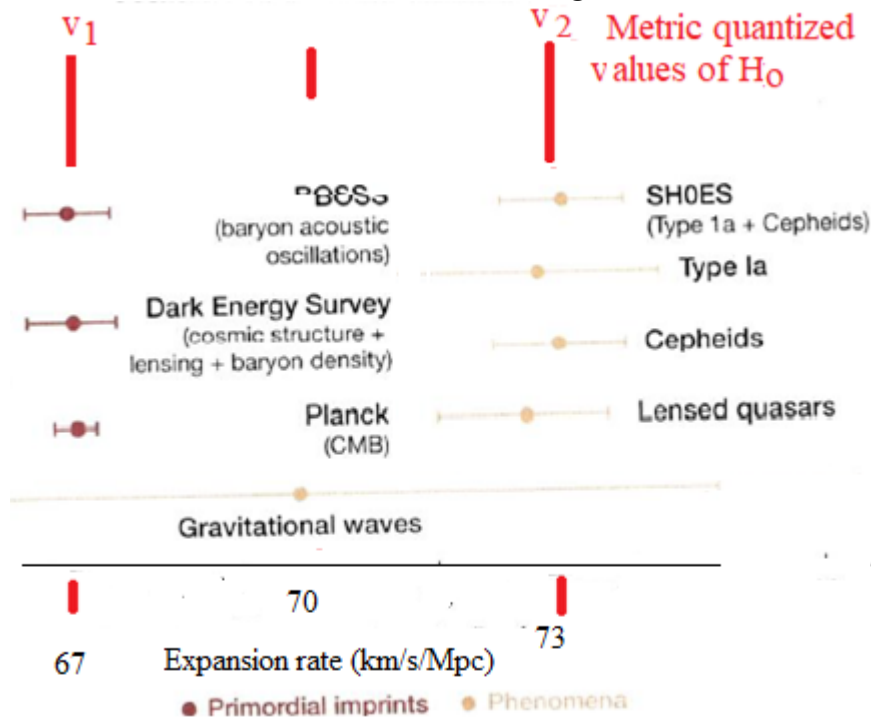 v1
v2
Metric quantized
values of HO
(baryon acoustic
oscillations)
SH0ES
(Type 1a + Cepheids)
Type Ia
Dark Energy Survey
(cosmic structure +
lensing + baryon density)
Cepheids
Planck
(CMB)
Lensed quasars
Gravitational waves
70
67
73
Expansion rate (km/s/Mpc)
Primordial imprints
Phenomena